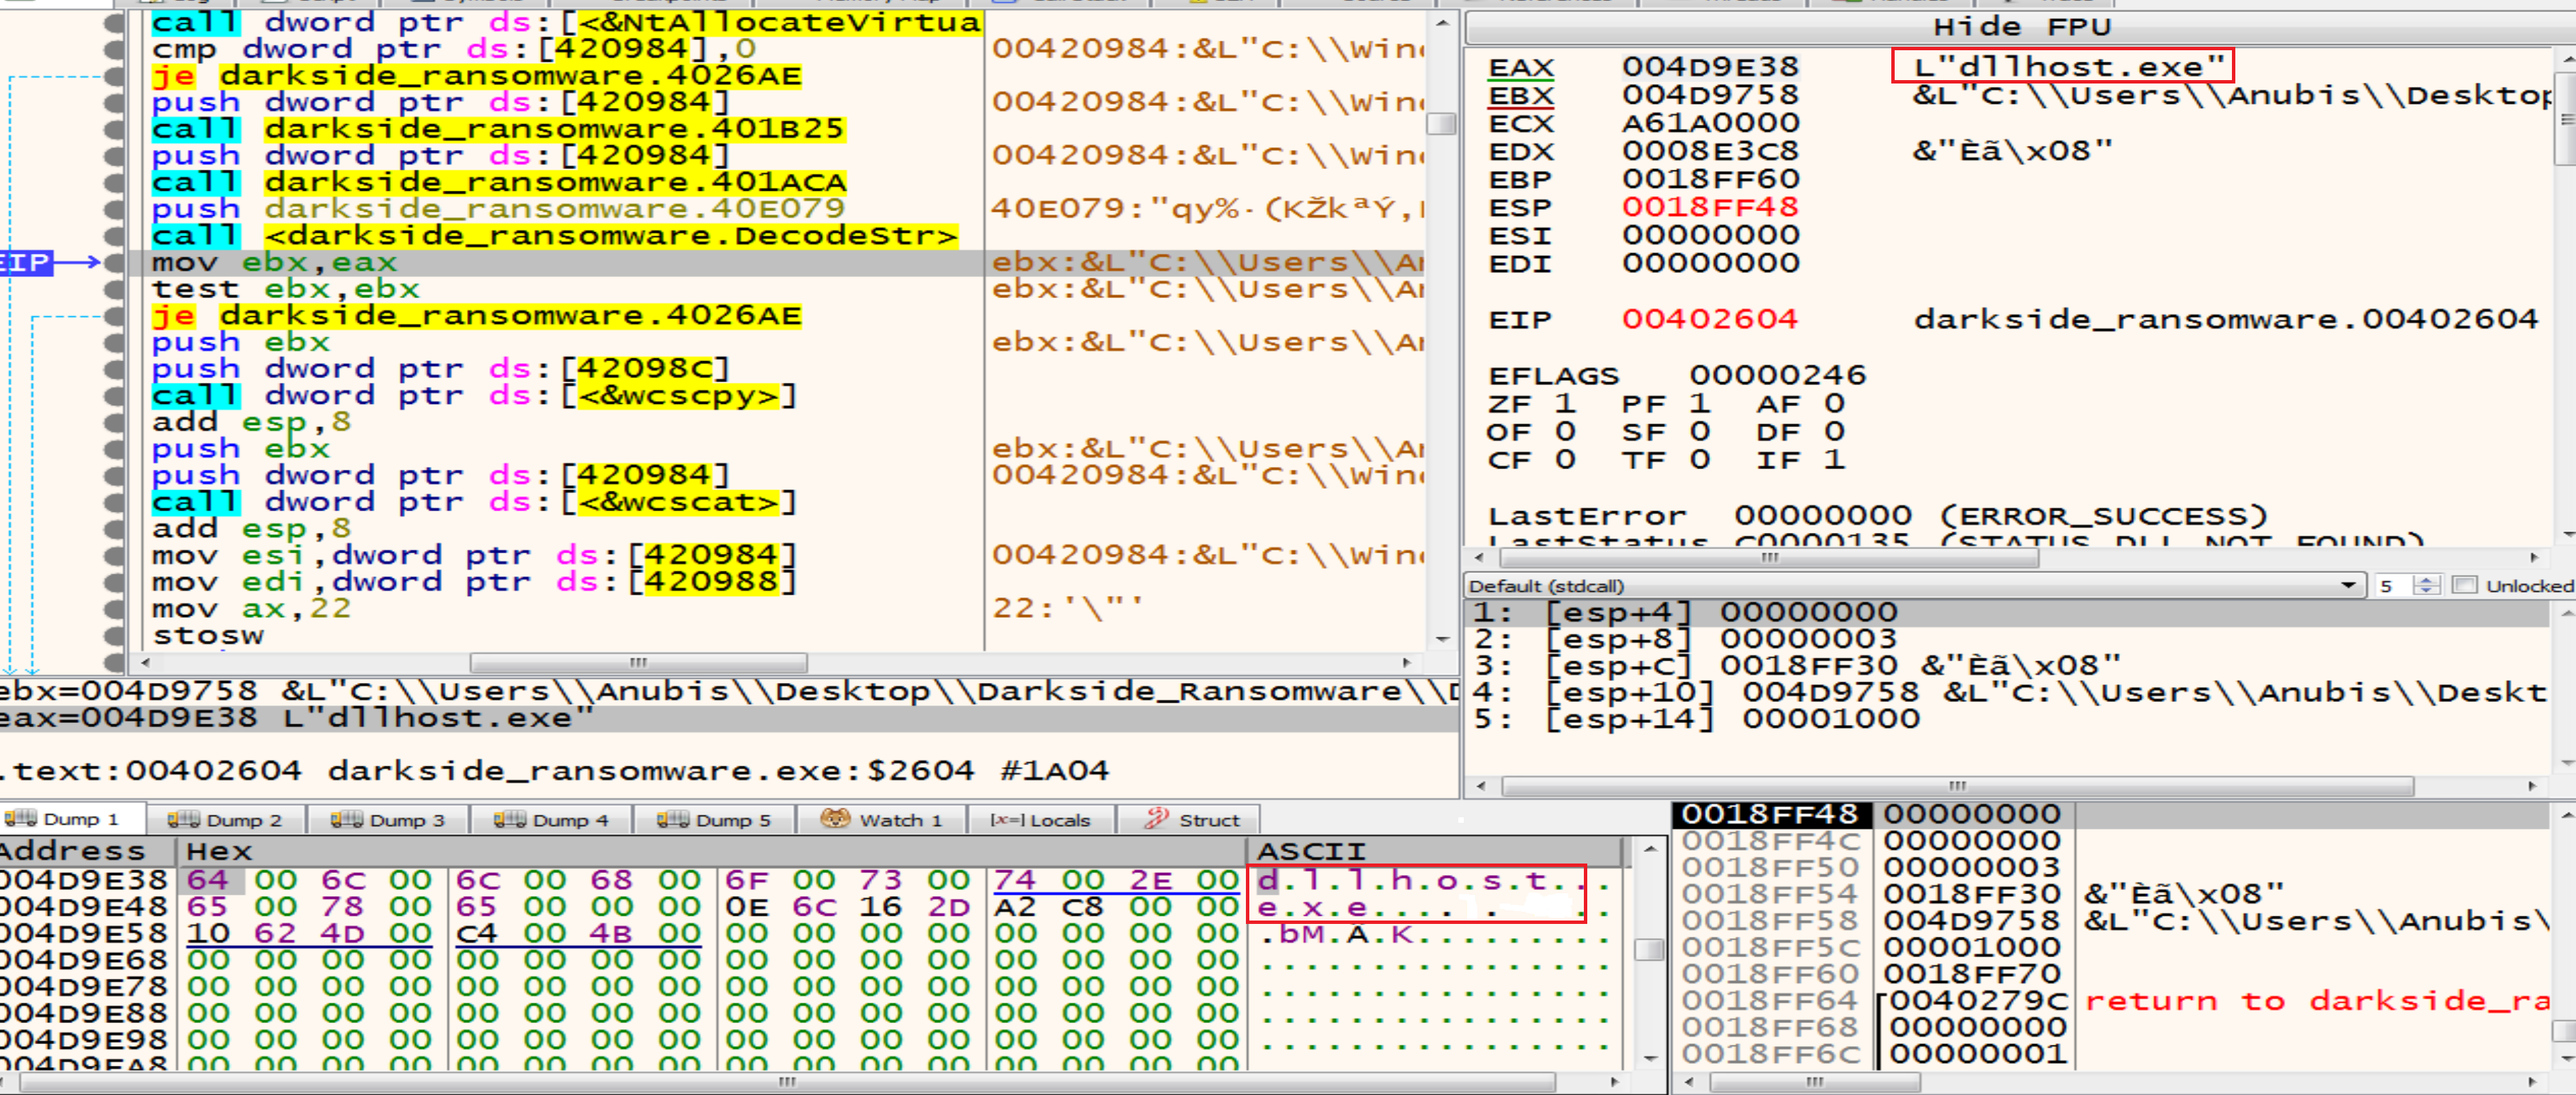 call dword ptr ds:[<&NtAllocateVirtua
cmp dword ptr ds:[420984],0 00420984:&L"C:\\Wind
je darkside_ransomware.4026AE
push dword ptr ds:[420984] 00420984:&L"C:\\Wind
call darkside_ransomware.401B25
push dword ptr ds:[420984] 00420984:&L"C:\\Wind
call darkside_ransomware.401ACA
push darkside_ransomware.40E079 40E079:"qy%·(KŽkªÝ,
call <darkside_ransomware.DecodeStr>
EIP mov ebx,eax ebx:&L"C:\\Users\\An
test ebx,ebx ebx:&L"C:\\Users\\An
je darkside_ransomware.4026AE
push ebx ebx:&L"C:\\Users\\An
push dword ptr ds:[42098C]
call dword ptr ds:[<&wcscpy>]
add esp,8
push ebx ebx:&L"C:\\Users\\An
push dword ptr ds:[420984] 00420984:&L"C:\\Wind
call dword ptr ds:[<&wcscat>]
add esp,8
mov esi,dword ptr ds:[420984] 00420984:&L"C:\\Wind
mov edi,dword ptr ds:[420988]
mov ax,22 22:'\"'
stosw
Hide FPU
EAX 004D9E38 L"dllhost.exe"
EBX 004D9758 &L"C:\\Users\\Anubis\\Desktop
ECX A61A0000
EDX 0008E3C8 &"Èã\x08"
EBP 0018FF60
ESP 0018FF48
ESI 00000000
EDI 00000000
EIP 00402604 darkside_ransomware.00402604
EFLAGS 00000246
ZF 1 PF 1 AF 0
OF 0 SF 0 DF 0
CF 0 TF 0 IF 1
LastError 00000000 (ERROR_SUCCESS)
LastStatus C0000135 (STATUS_DLL_NOT_FOUND)
Default (stdcall) 5 Unlocked
1: [esp+4] 00000000
2: [esp+8] 00000003
3: [esp+C] 0018FF30 &"Èã\x08"
4: [esp+10] 004D9758 &L"C:\\Users\\Anubis\\Deskt
5: [esp+14] 00001000
ebx=004D9758 &L"C:\\Users\\Anubis\\Desktop\\Darkside_Ransomware\\D
eax=004D9E38 L"dllhost.exe"
.text:00402604 darkside_ransomware.exe:$2604 #1A04
Dump 1 Dump 2 Dump 3 Dump 4 Dump 5 Watch 1 [x=] Locals Struct
Address Hex ASCII
004D9E38 64 00 6C 00 6C 00 68 00 6F 00 73 00 74 00 2E 00 d.l.l.h.o.s.t...
004D9E48 65 00 78 00 65 00 00 00 0E 6C 16 2D A2 C8 00 00 e.x.e.
004D9E58 10 62 4D 00 C4 00 4B 00 00 00 00 00 00 00 00 00 .bM.Ä.K.........
004D9E68 00 00 00 00 00 00 00 00 00 00 00 00 00 00 00 00 ................
004D9E78 00 00 00 00 00 00 00 00 00 00 00 00 00 00 00 00 ................
004D9E88 00 00 00 00 00 00 00 00 00 00 00 00 00 00 00 00 ................
004D9E98 00 00 00 00 00 00 00 00 00 00 00 00 00 00 00 00 ................
004D9EA8 00 00 00 00 00 00 00 00 00 00 00 00 00 00 00 00
0018FF48 00000000
0018FF4C 00000000
0018FF50 00000003
0018FF54 0018FF30 &"Èã\x08"
0018FF58 004D9758 &L"C:\\Users\\Anubis\
0018FF5C 00001000
0018FF60 0018FF70
0018FF64 0040279C return to darkside_ra
0018FF68 00000000
0018FF6C 00000001